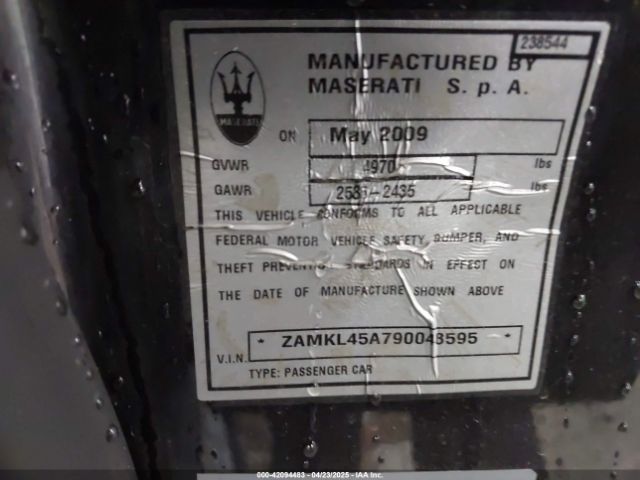 238544
MANUFACTURED BY
MASERATI S. p. A.
MASERATI
ON May 2009
GVWR 4970 lbs
GAWR 2535-2435 lbs
THIS VEHICLE CONFORMS TO ALL APPLICABLE
FEDERAL MOTOR VEHICLE SAFETY BUMPER, AND
THEFT PREVENTION STANDARDS IN EFFECT ON
THE DATE OF MANUFACTURE SHOWN ABOVE
V.I.N. * ZAMKL45A790043595 *
TYPE: PASSENGER CAR
000-42094483 - 04/23/2025 - IAA Inc.